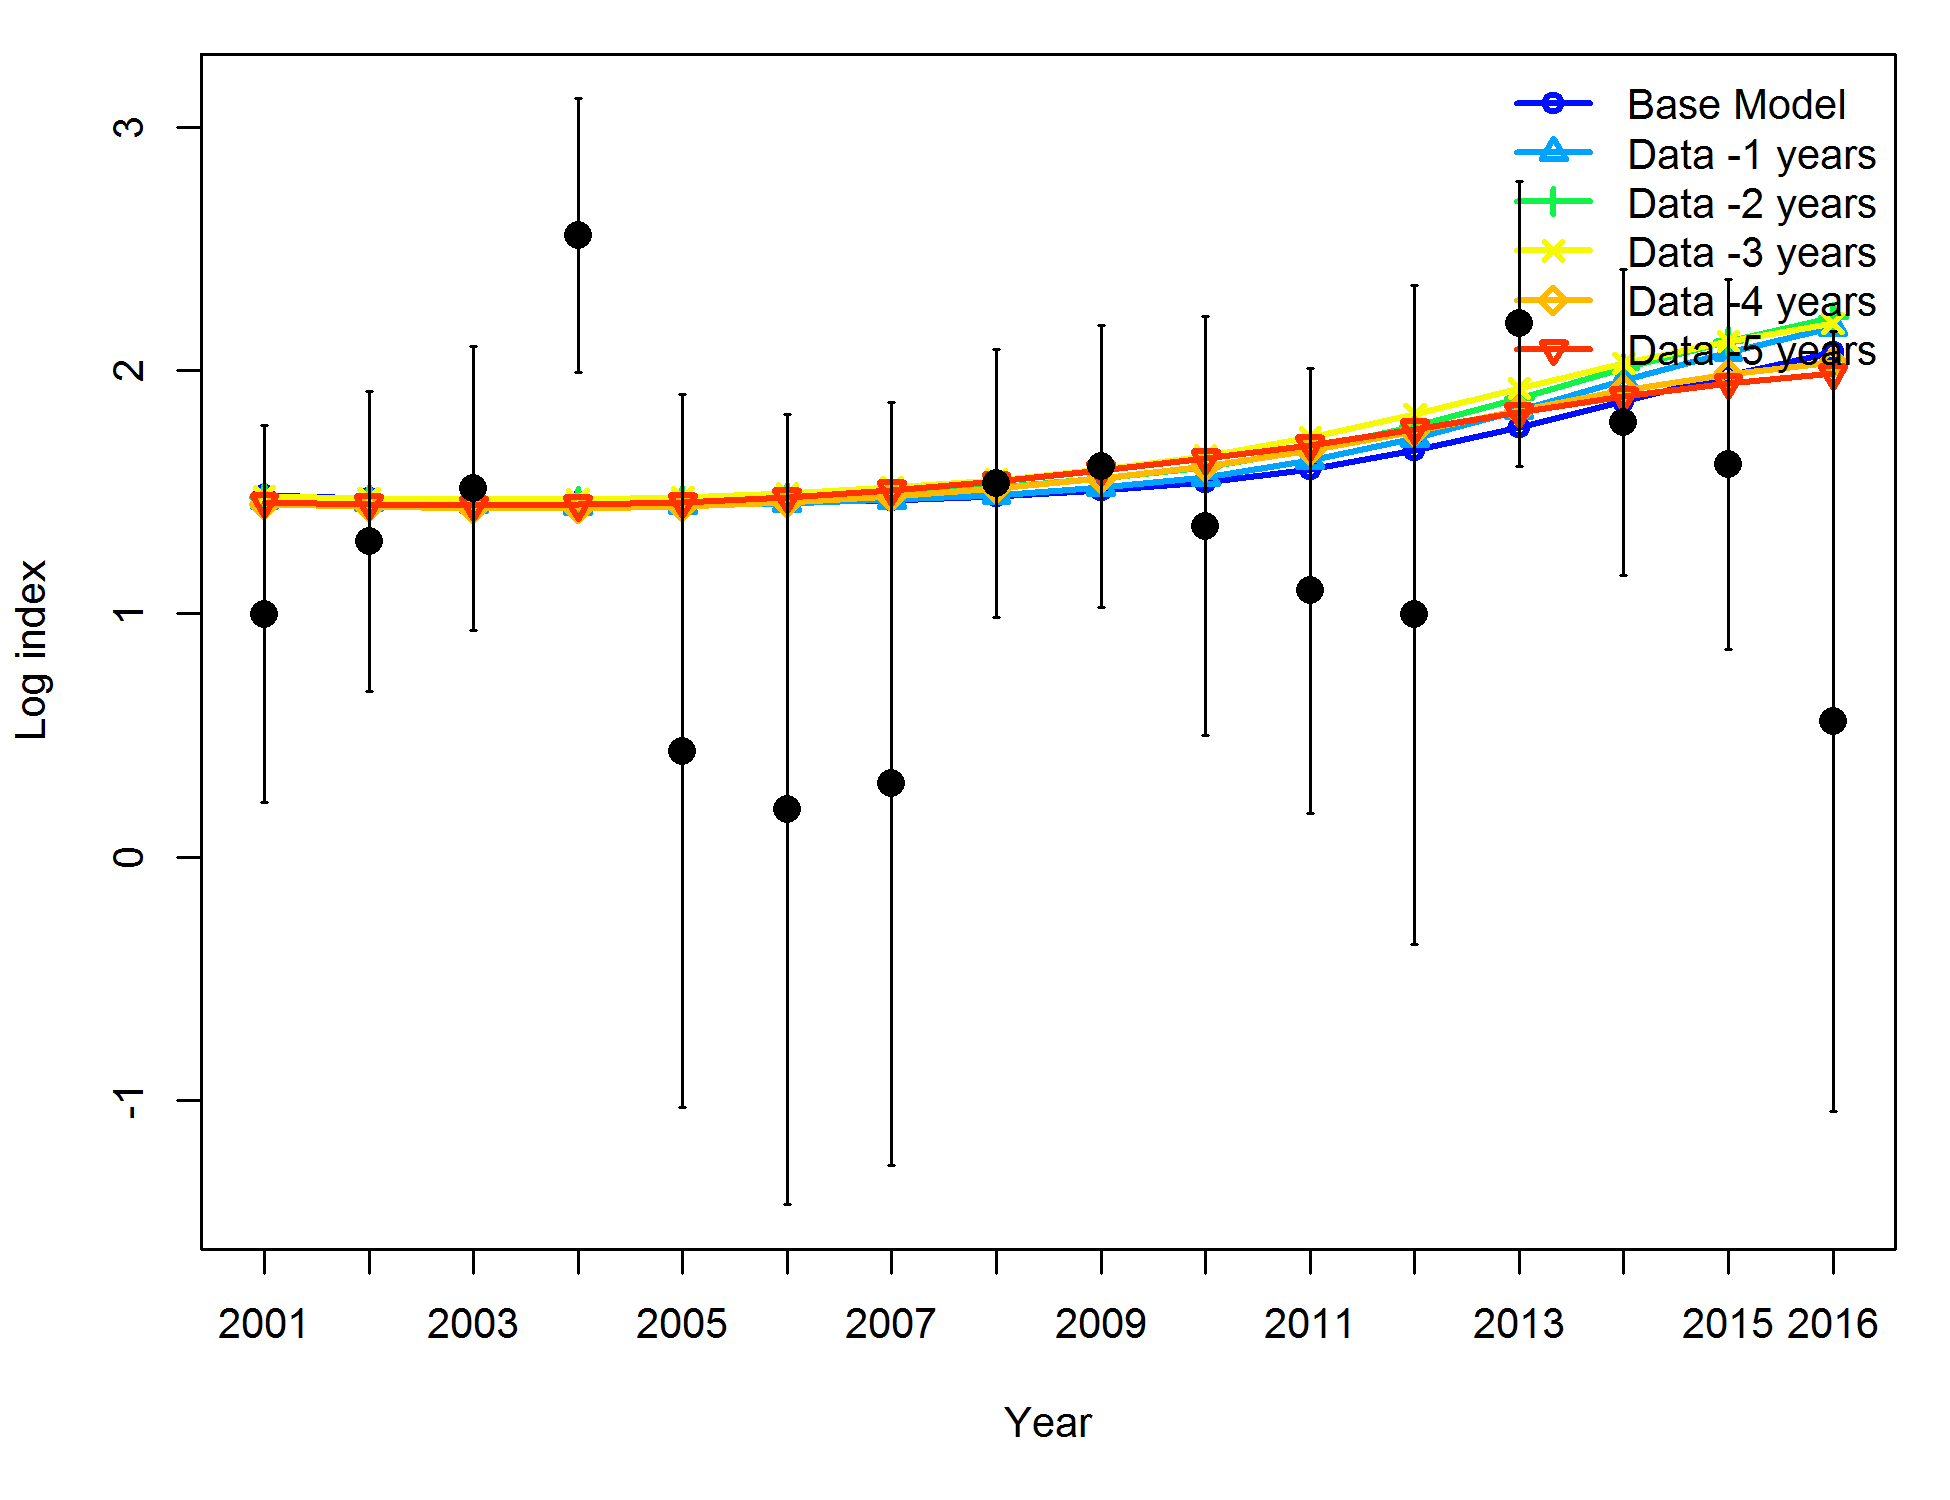 Base Model
Data -1 years
Data -2 years
Data -3 years
Data -4 years
Data -5 years
3
2
1
0
-1
Log index
2001 2003 2005 2007 2009 2011 2013 2015 2016
Year